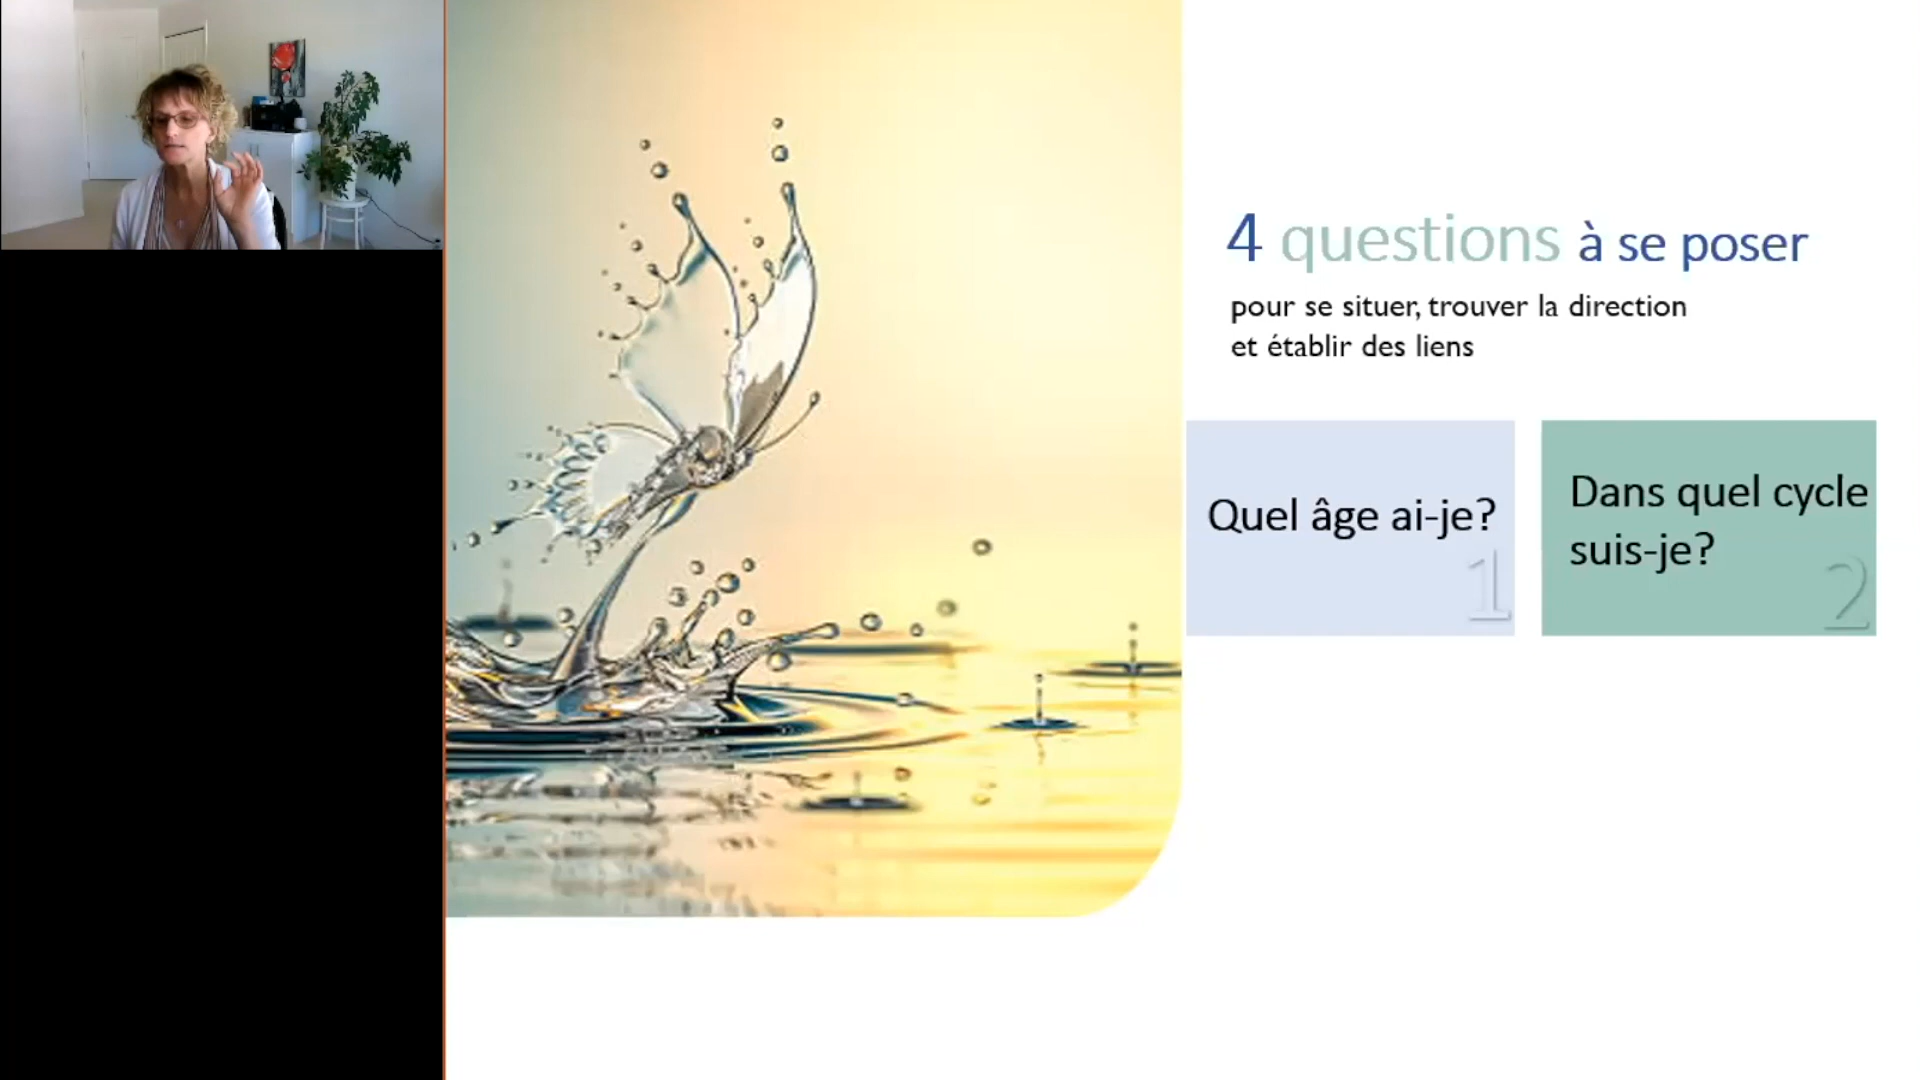 4 questions à se poser
pour se situer, trouver la direction
et établir des liens
Quel âge ai-je?
1
Dans quel cycle
suis-je?
2